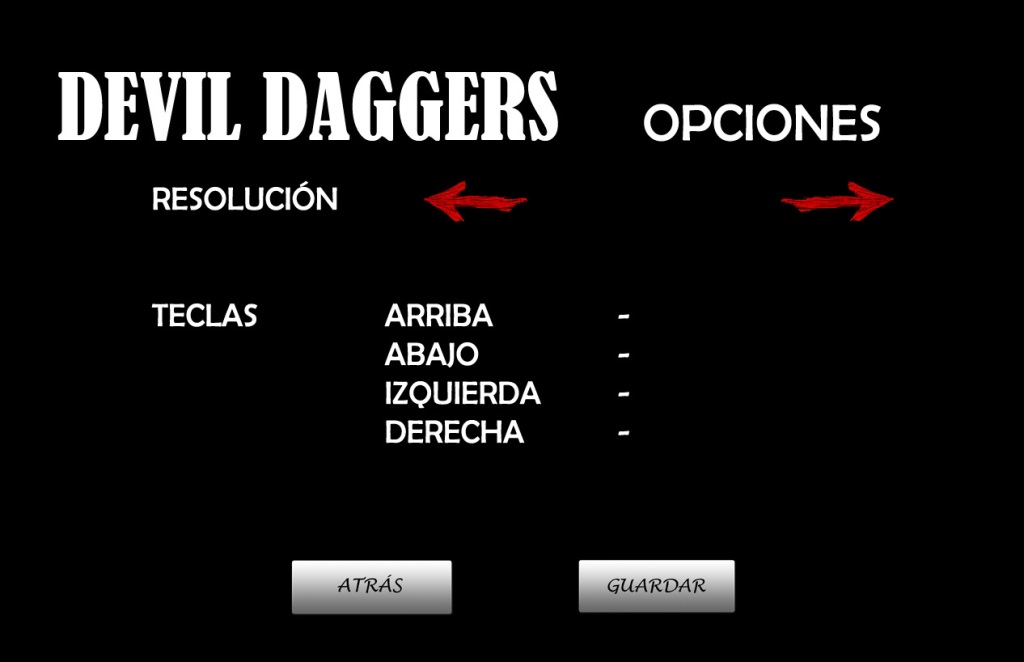 DEVIL DAGGERS OPCIONES
RESOLUCIÓN
TECLAS ARRIBA -
ABAJO -
IZQUIERDA -
DERECHA -
ATRÁS GUARDAR